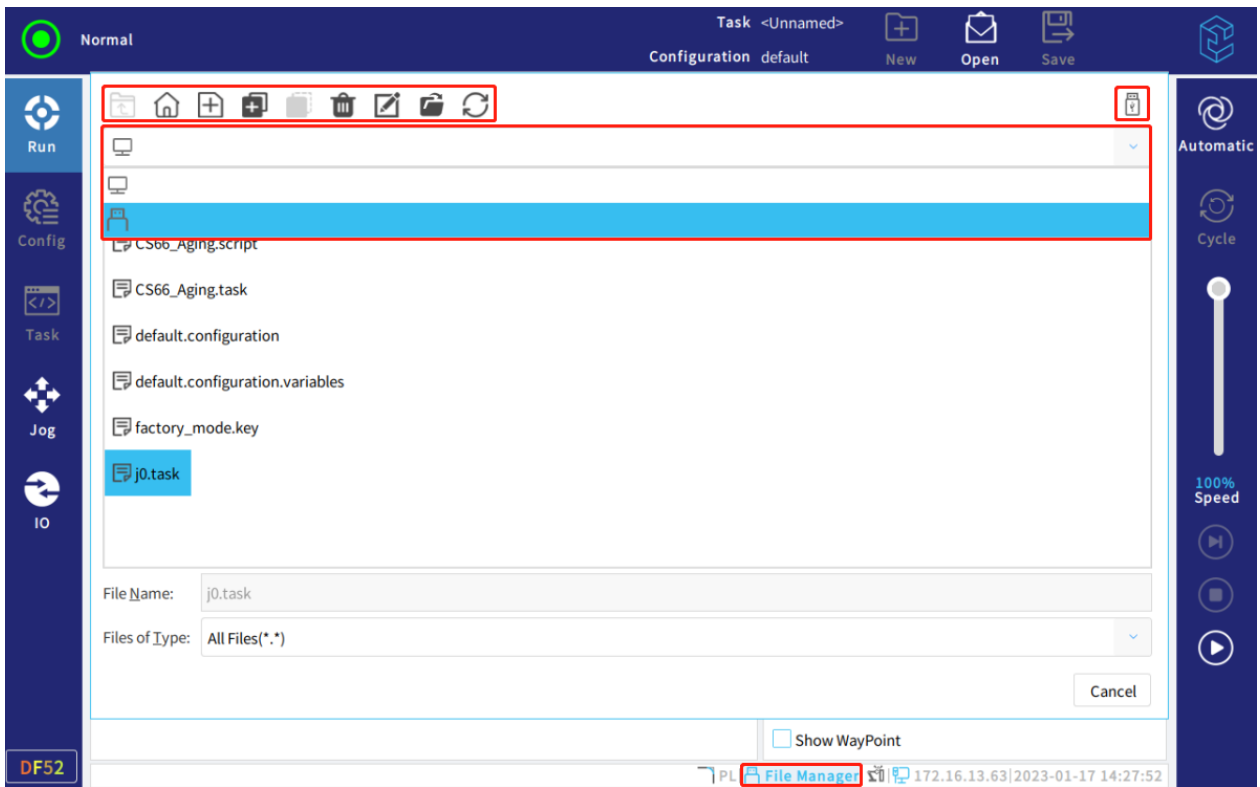 Normal
Task <Unnamed>
Configuration default
New
Open
Save
Run
Config
Task
Jog
IO
DF52
CS66_Aging.script
CS66_Aging.task
default.configuration
default.configuration.variables
factory_mode.key
j0.task
File Name: j0.task
Files of Type: All Files(*.*)
Cancel
Show WayPoint
PL File Manager 172.16.13.63|2023-01-17 14:27:52
Automatic
Cycle
100%
Speed